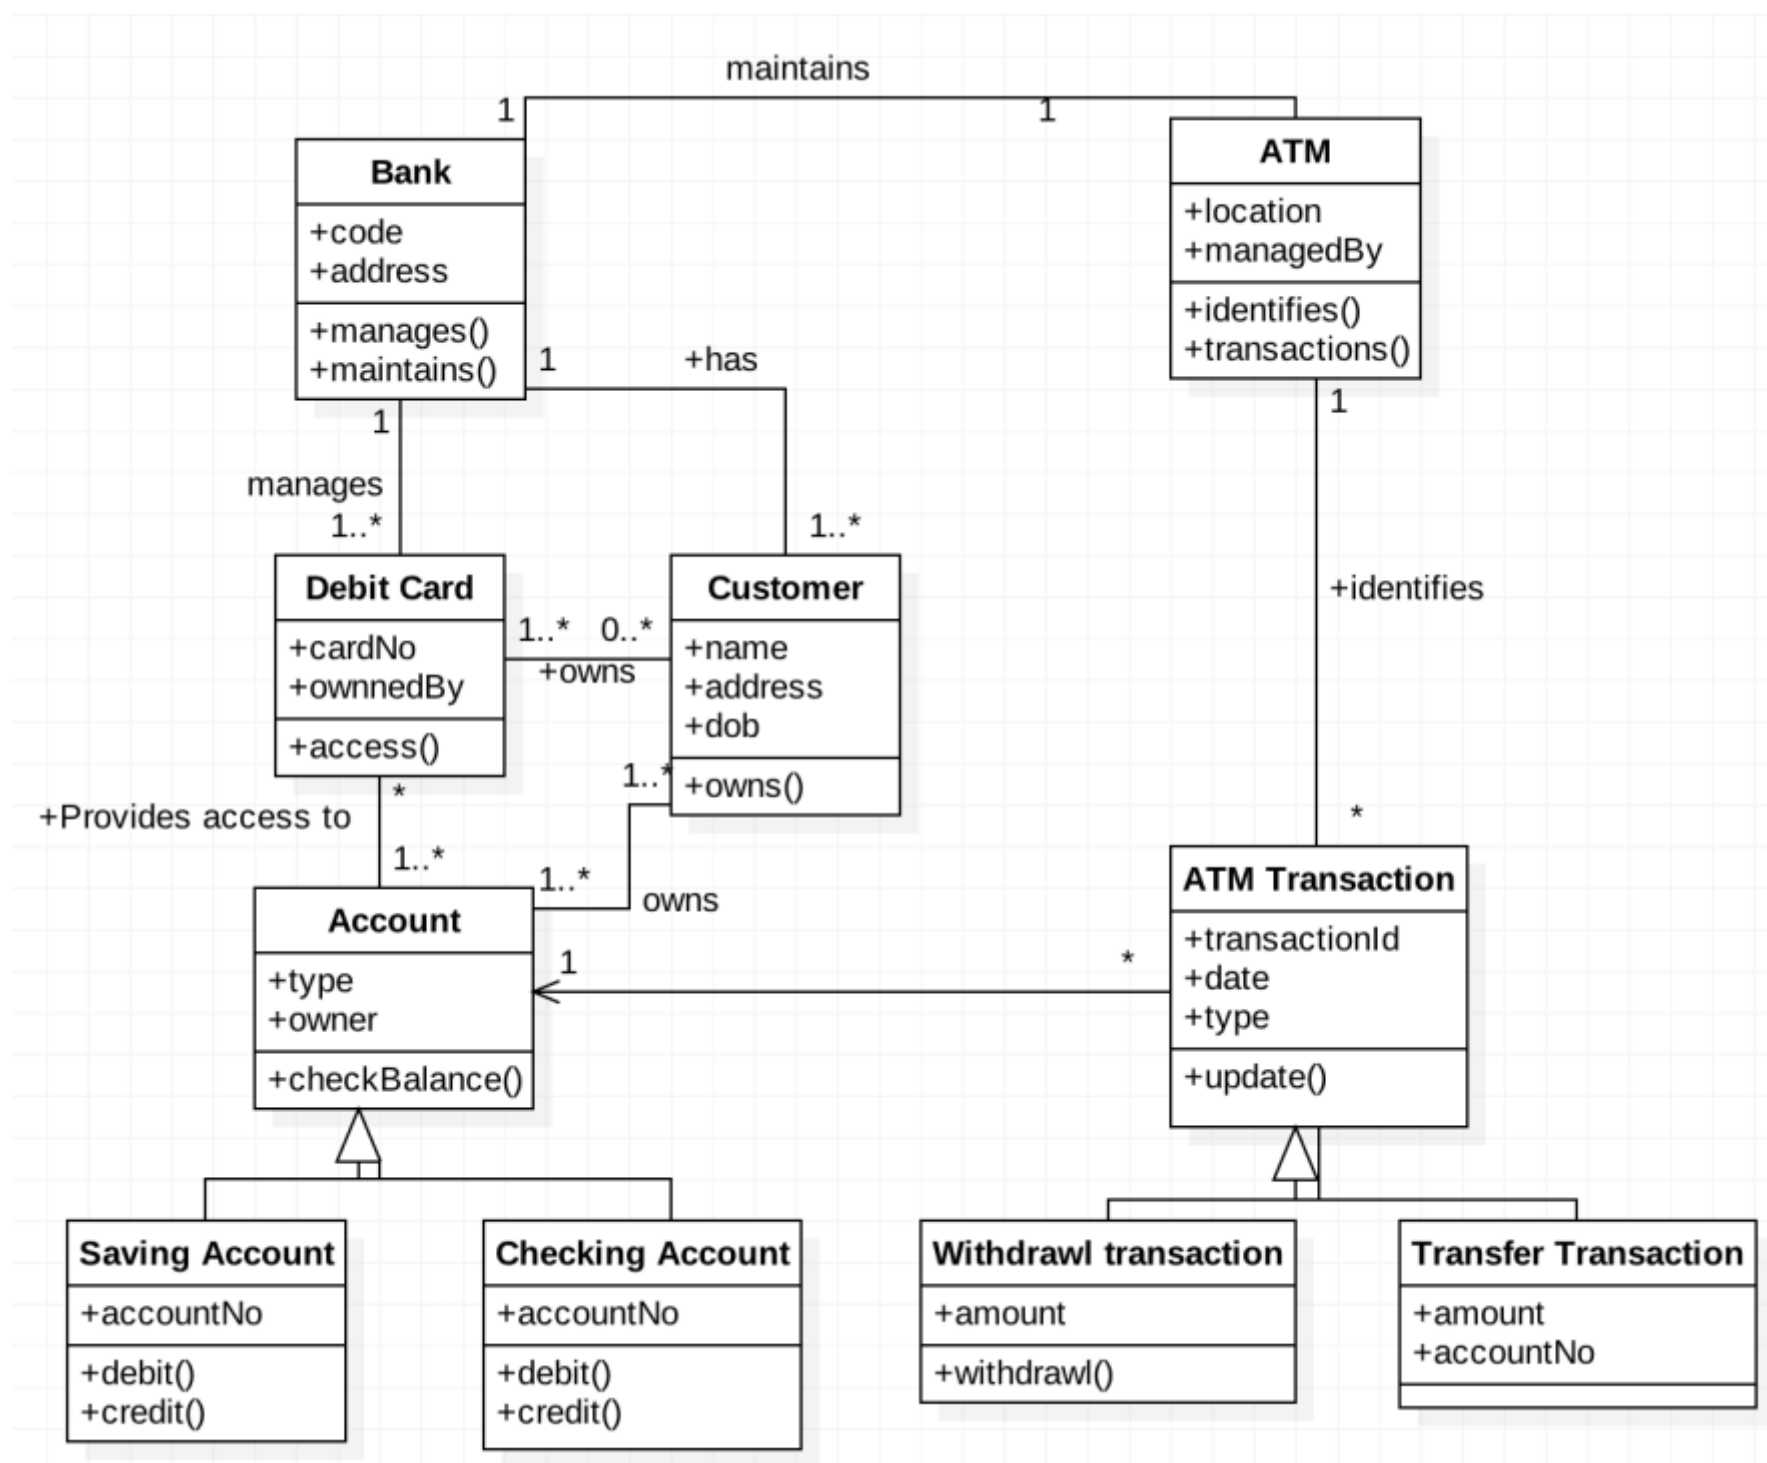 maintains
1
1
Bank
+code
+address
+manages()
+maintains()
ATM
+location
+managedBy
+identifies()
+transactions()
1
+has
1
manages
1..*
1..*
1
+identifies
*
Debit Card
+cardNo
+ownnedBy
+access()
1..*
0..*
+owns
Customer
+name
+address
+dob
+owns()
*
+Provides access to
1..*
1..*
1..*
owns
Account
+type
+owner
+checkBalance()
1
*
ATM Transaction
+transactionId
+date
+type
+update()
Saving Account
+accountNo
+debit()
+credit()
Checking Account
+accountNo
+debit()
+credit()
Withdrawl transaction
+amount
+withdrawl()
Transfer Transaction
+amount
+accountNo